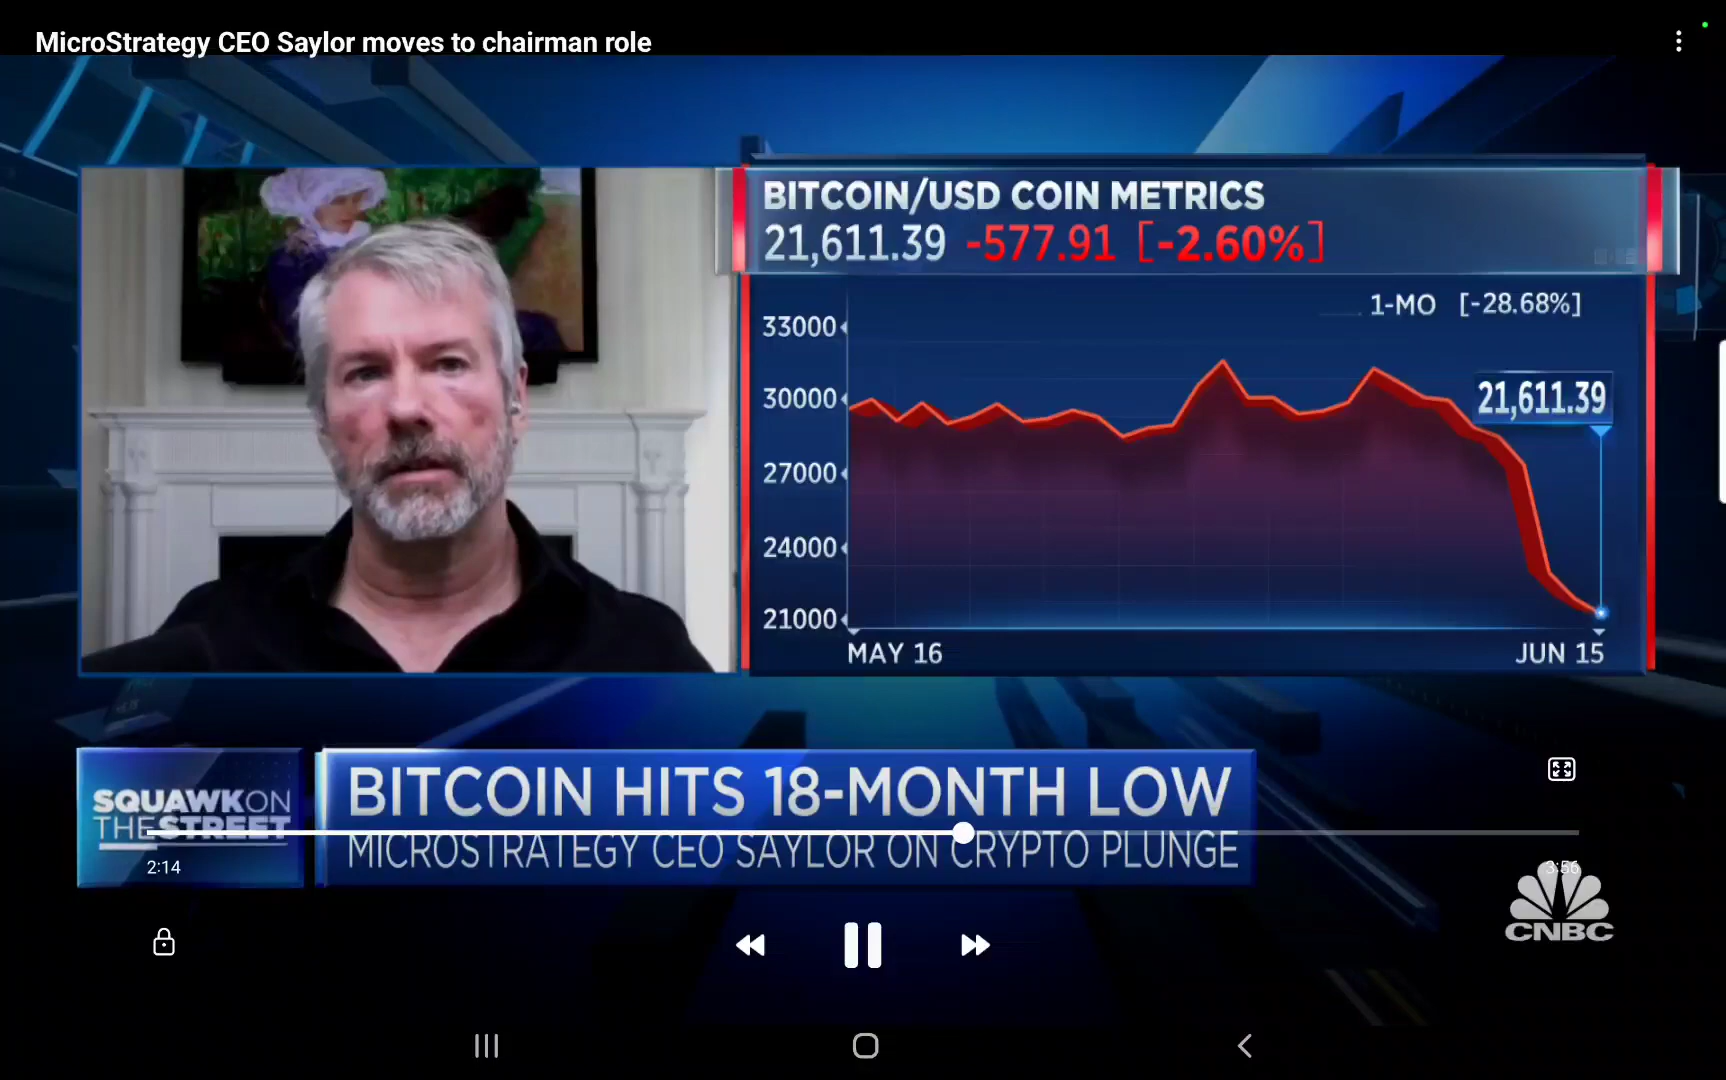 MicroStrategy CEO Saylor moves to chairman role
BITCOIN/USD COIN METRICS
21,611.39 -577.91 [-2.60%]
1-MO [-28.68%]
33000
30000
27000
24000
21000
21,611.39
MAY 16
JUN 15
SQUAWK ON
THE STREET
BITCOIN HITS 18-MONTH LOW
MICROSTRATEGY CEO SAYLOR ON CRYPTO PLUNGE
2:14
3:56
CNBC